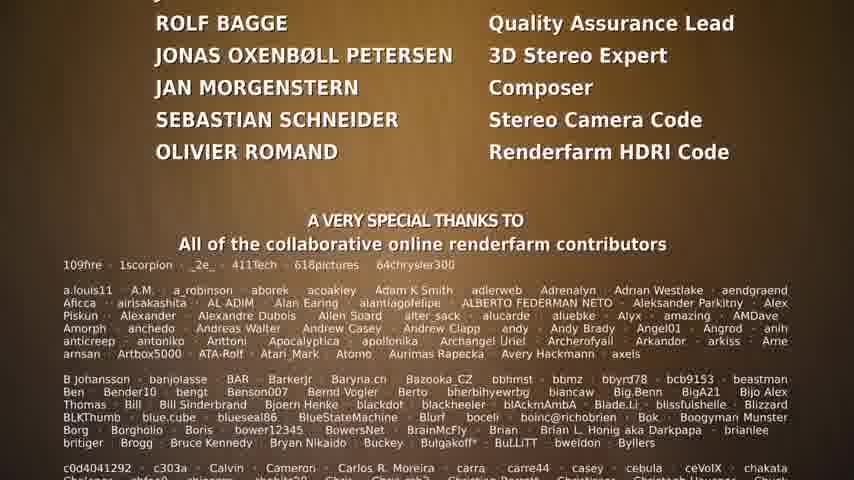 ROLF BAGGE Quality Assurance Lead
JONAS OXENBØLL PETERSEN 3D Stereo Expert
JAN MORGENSTERN Composer
SEBASTIAN SCHNEIDER Stereo Camera Code
OLIVIER ROMAND Renderfarm HDRI Code
A VERY SPECIAL THANKS TO
All of the collaborative online renderfarm contributors
109fire · 1scorpion · _2e_ · 411Tech · 618pictures · 64chrysler300
a.louis11 · A.M. · a_robinson · aborek · acoakley · Adam K Smith · adlerweb · Adrenalyn · Adrian Westlake · aendgraend
Aficca · airisakashita · AL ADIM · Alan Earing · alamlagofelipe · ALBERTO FEDERMAN NETO · Aleksander Parkitny · Alex
Piskun · Alexander · Alexandre Dubois · Allen Soard · alter_sack · alucarde · aluebke · Alyx · amazing · AMDave
Amorph · anchedo · Andreas Walter · Andrew Casey · Andrew Clapp · andy · Andy Brady · Angel01 · Angrod · anih
anticreep · antoniko · Anttoni · Apocalyptica · apollonika · Archangel Uriel · Archerofyail · Arkandor · arkiss · Arne
arnsan · Artbox5000 · ATA-Rolf · Atari_Mark · Atomo · Aurimas Rapecka · Avery Hackmann · axels
B Johansson · banjolasse · BAR · BarkerJr · Baryna.cn · Bazooka_CZ · bbhmst · bbmz · bbyrd78 · bcb9153 · beastman
Ben · Bender10 · bengt · Benson007 · Bernd Vogler · Berto · bherbihyewrbg · biancaw · Big.Benn · BigA21 · Bijo Alex
Thomas · Bill · Bill Sinderbrand · Bjoern Henke · blackdot · blackheeler · blAckmAmbA · Blade.Li · blissfulshelle · Blizzard
BLKThumb · blue.cube · blueseal86 · BlueStateMachine · Blurf · boceli · boinc@richobrien · Bok · Boogyman Munster
Borg · Borgholio · Boris · bower12345 · BowersNet · BrainMcFly · Brian · Brian L. Honig aka Darkpapa · brianlee
britiger · Brogg · Bruce Kennedy · Bryan Nikaido · Buckey · Bulgakoff* · BuLLiTT · bweldon · Byllers
c0d4041292 · c303a · Calvin · Cameron · Carlos R. Moreira · carra · carre44 · casey · cebula · ceVoIX · chakata